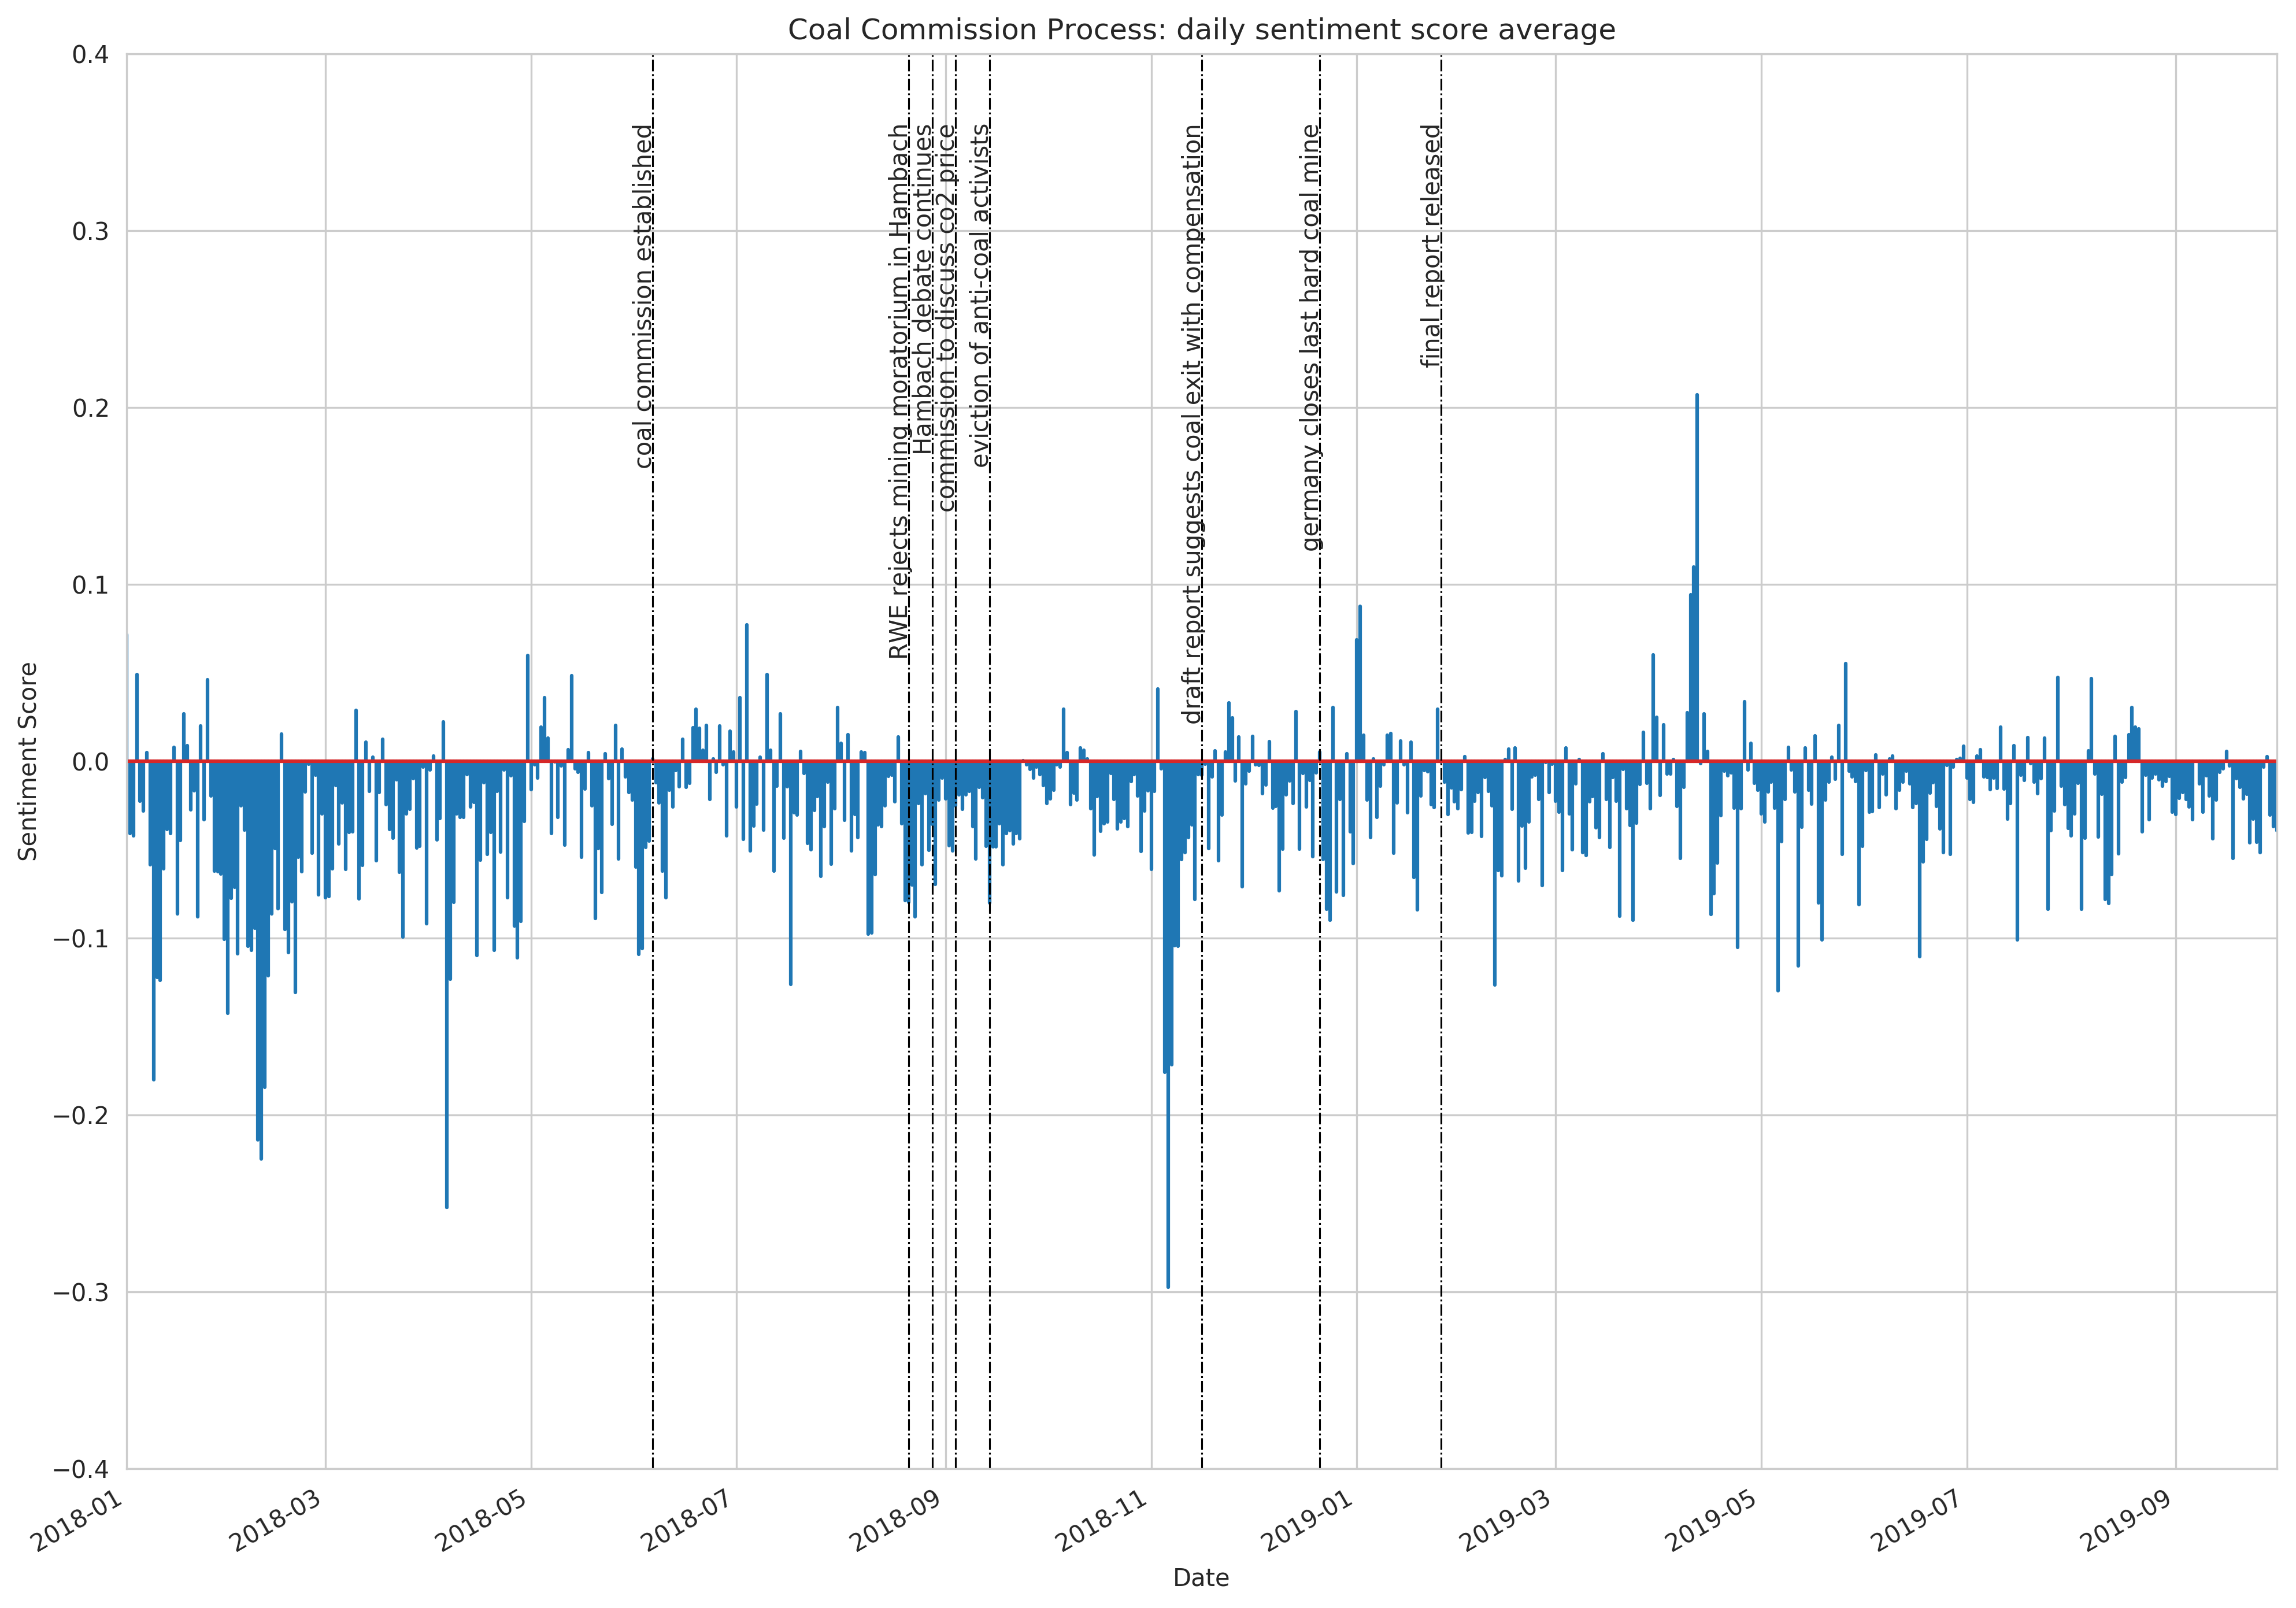 Coal Commission Process: daily sentiment score average
0.4
0.3
0.2
0.1
0.0
−0.1
−0.2
−0.3
−0.4
Sentiment Score
coal commission established
RWE rejects mining moratorium in Hambach
Hambach debate continues
commission to discuss co2 price
eviction of anti-coal activists
draft report suggests coal exit with compensation
germany closes last hard coal mine
final report released
2018-01
2018-03
2018-05
2018-07
2018-09
2018-11
2019-01
2019-03
2019-05
2019-07
2019-09
Date